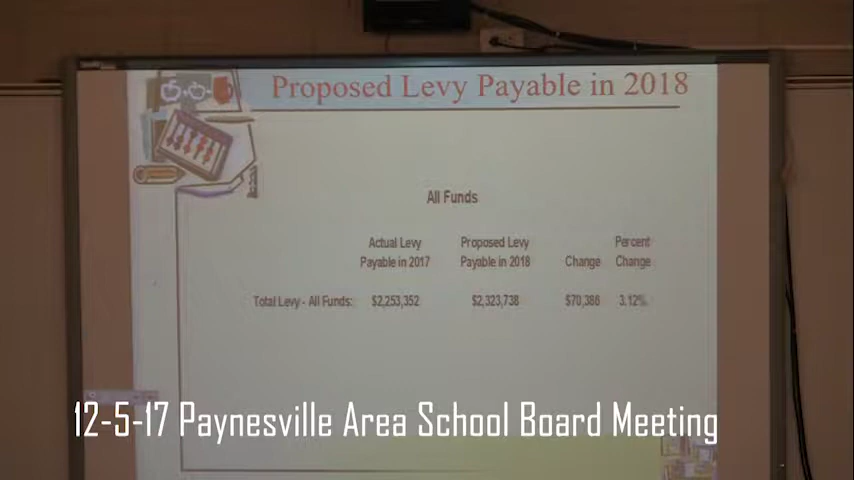 Proposed Levy Payable in 2018
All Funds
Actual Levy Payable in 2017
Proposed Levy Payable in 2018
Change
Percent Change
Total Levy - All Funds: $2,253,352 $2,323,738 $70,386 3.12%
12-5-17 Paynesville Area School Board Meeting